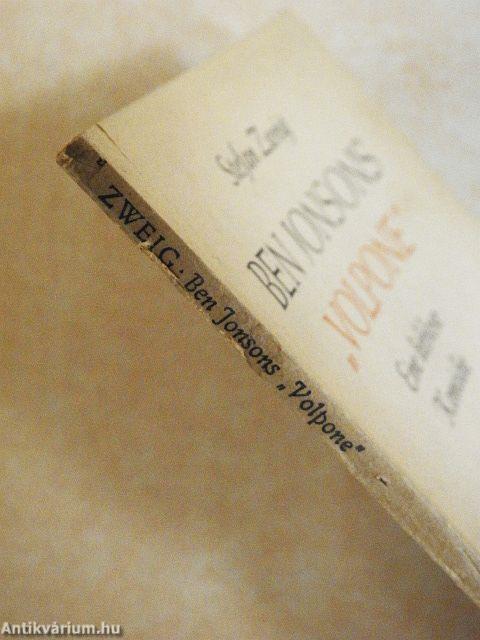 ZWEIG · Ben Jonsons „Volpone“
Stefan Zweig
BEN JONSONS
„VOLPONE“
Eine lieblose
Komödie
Antikvárium.hu